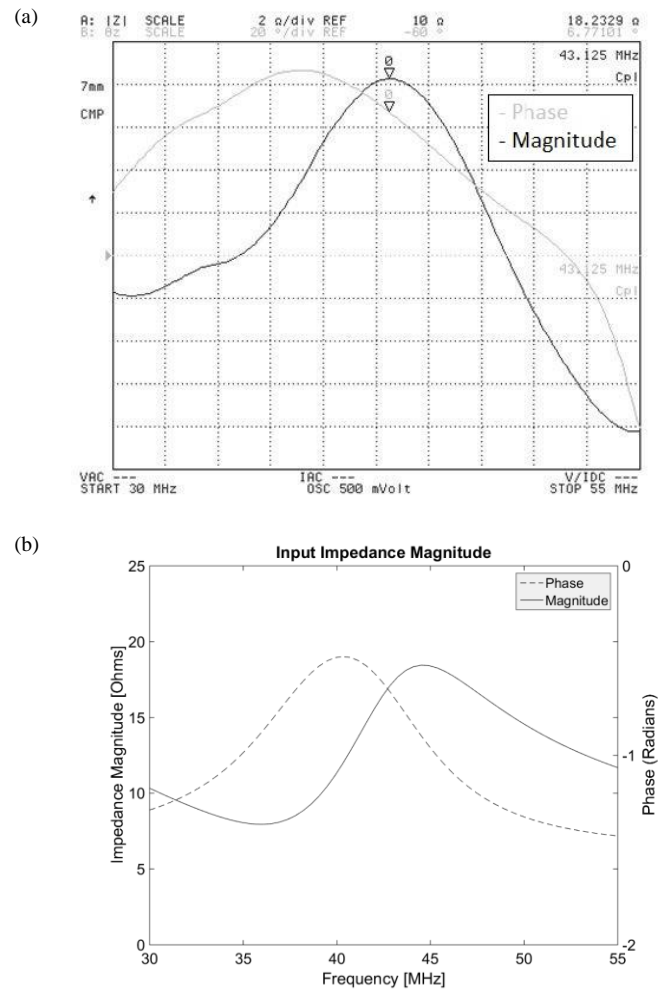 (a)
A: |Z|   SCALE   2 Ω/div REF   10 Ω   18.2329 Ω
B: θz   SCALE   20 °/div REF   -60 °   6.77101 °
0
43.125 MHz
Cpl
7mm
CMP
0
- Phase
- Magnitude
43.125 MHz
Cpl
VAC ---   IAC ---   V/IDC ---
START 30 MHz   OSC 500 mVolt   STOP 55 MHz
(b)
Input Impedance Magnitude
Phase
Magnitude
Impedance Magnitude [Ohms]
25
20
15
10
5
0
0
-1
-2
Phase (Radians)
30 35 40 45 50 55
Frequency [MHz]